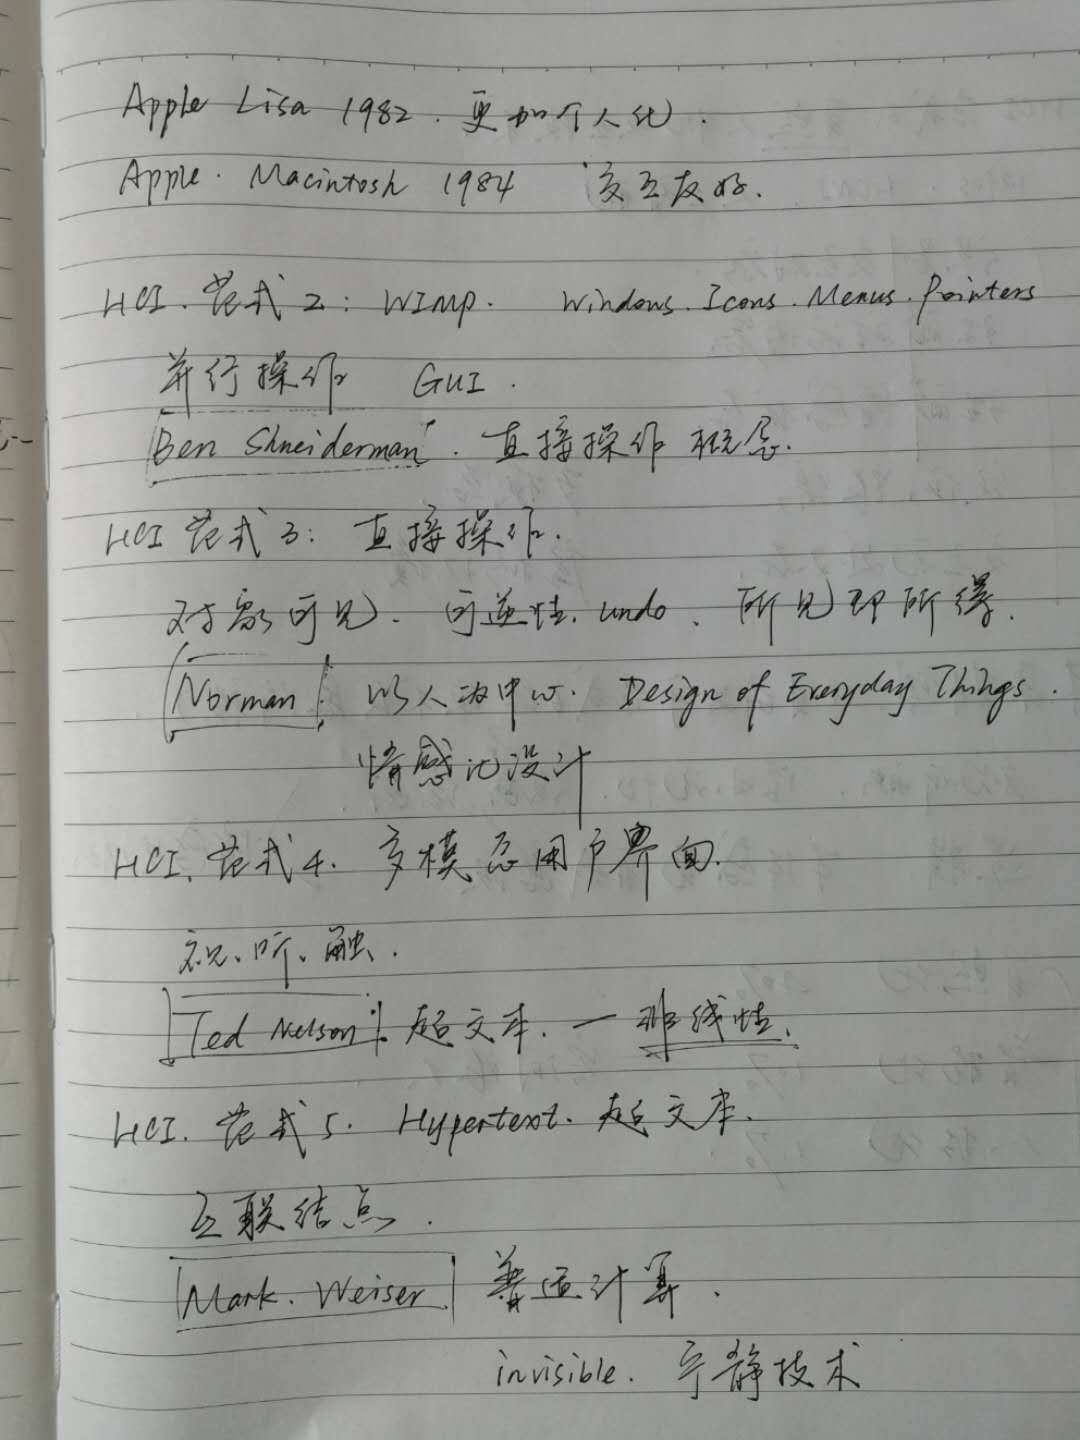 Apple Lisa 1982. 更加个人化.
Apple. Macintosh 1984 交互友好.
HCI. 范式2: WIMP. Windows. Icons. Menus. Pointers
并行操作 GUI.
Ben Shneiderman. 直接操作概念.
HCI 范式3: 直接操作.
对象可见、可逆性. undo、所见即所得.
Norman 以人为中心. Design of Everyday Things.
情感化设计
HCI. 范式4. 多模态用户界面.
视、听、触.
Ted Nelson 超文本. — 非线性.
HCI. 范式5. Hypertext. 超文本.
互联结点.
Mark. Weiser 普适计算.
invisible. 宁静技术